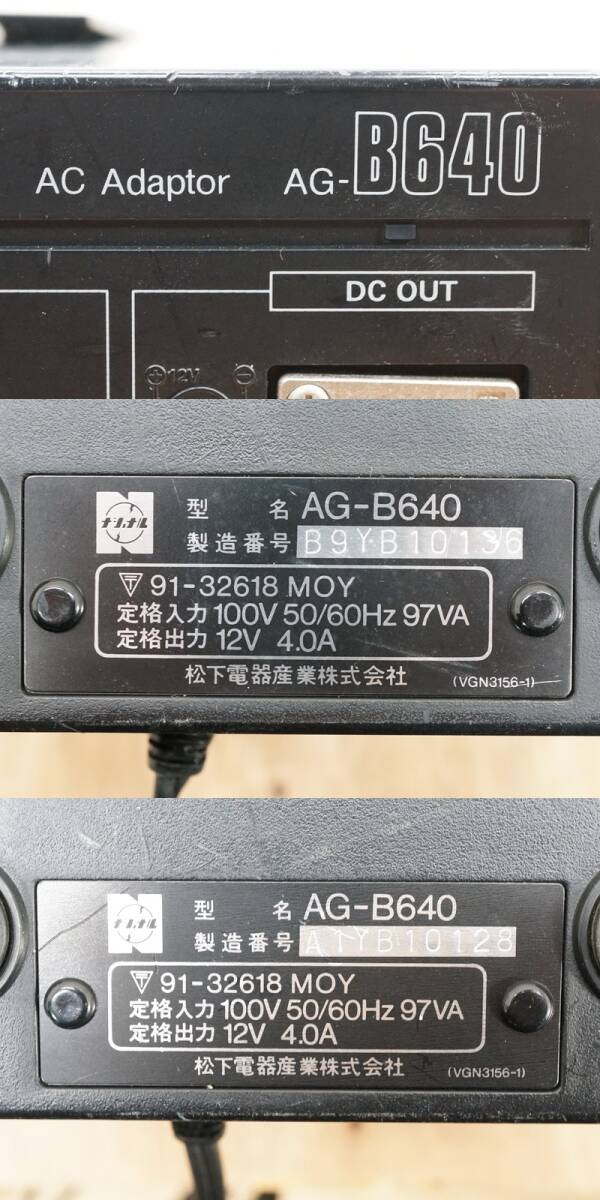 AC Adaptor AG-B640
DC OUT
⊕12V ⊖
ナショナル
型 名 AG-B640
製造番号 B9YB10136
〒 91-32618 MOY
定格入力 100V 50/60Hz 97VA
定格出力 12V 4.0A
松下電器産業株式会社 (VGN3156-1)
ナショナル
型 名 AG-B640
製造番号 A1YB10128
〒 91-32618 MOY
定格入力 100V 50/60Hz 97VA
定格出力 12V 4.0A
松下電器産業株式会社 (VGN3156-1)